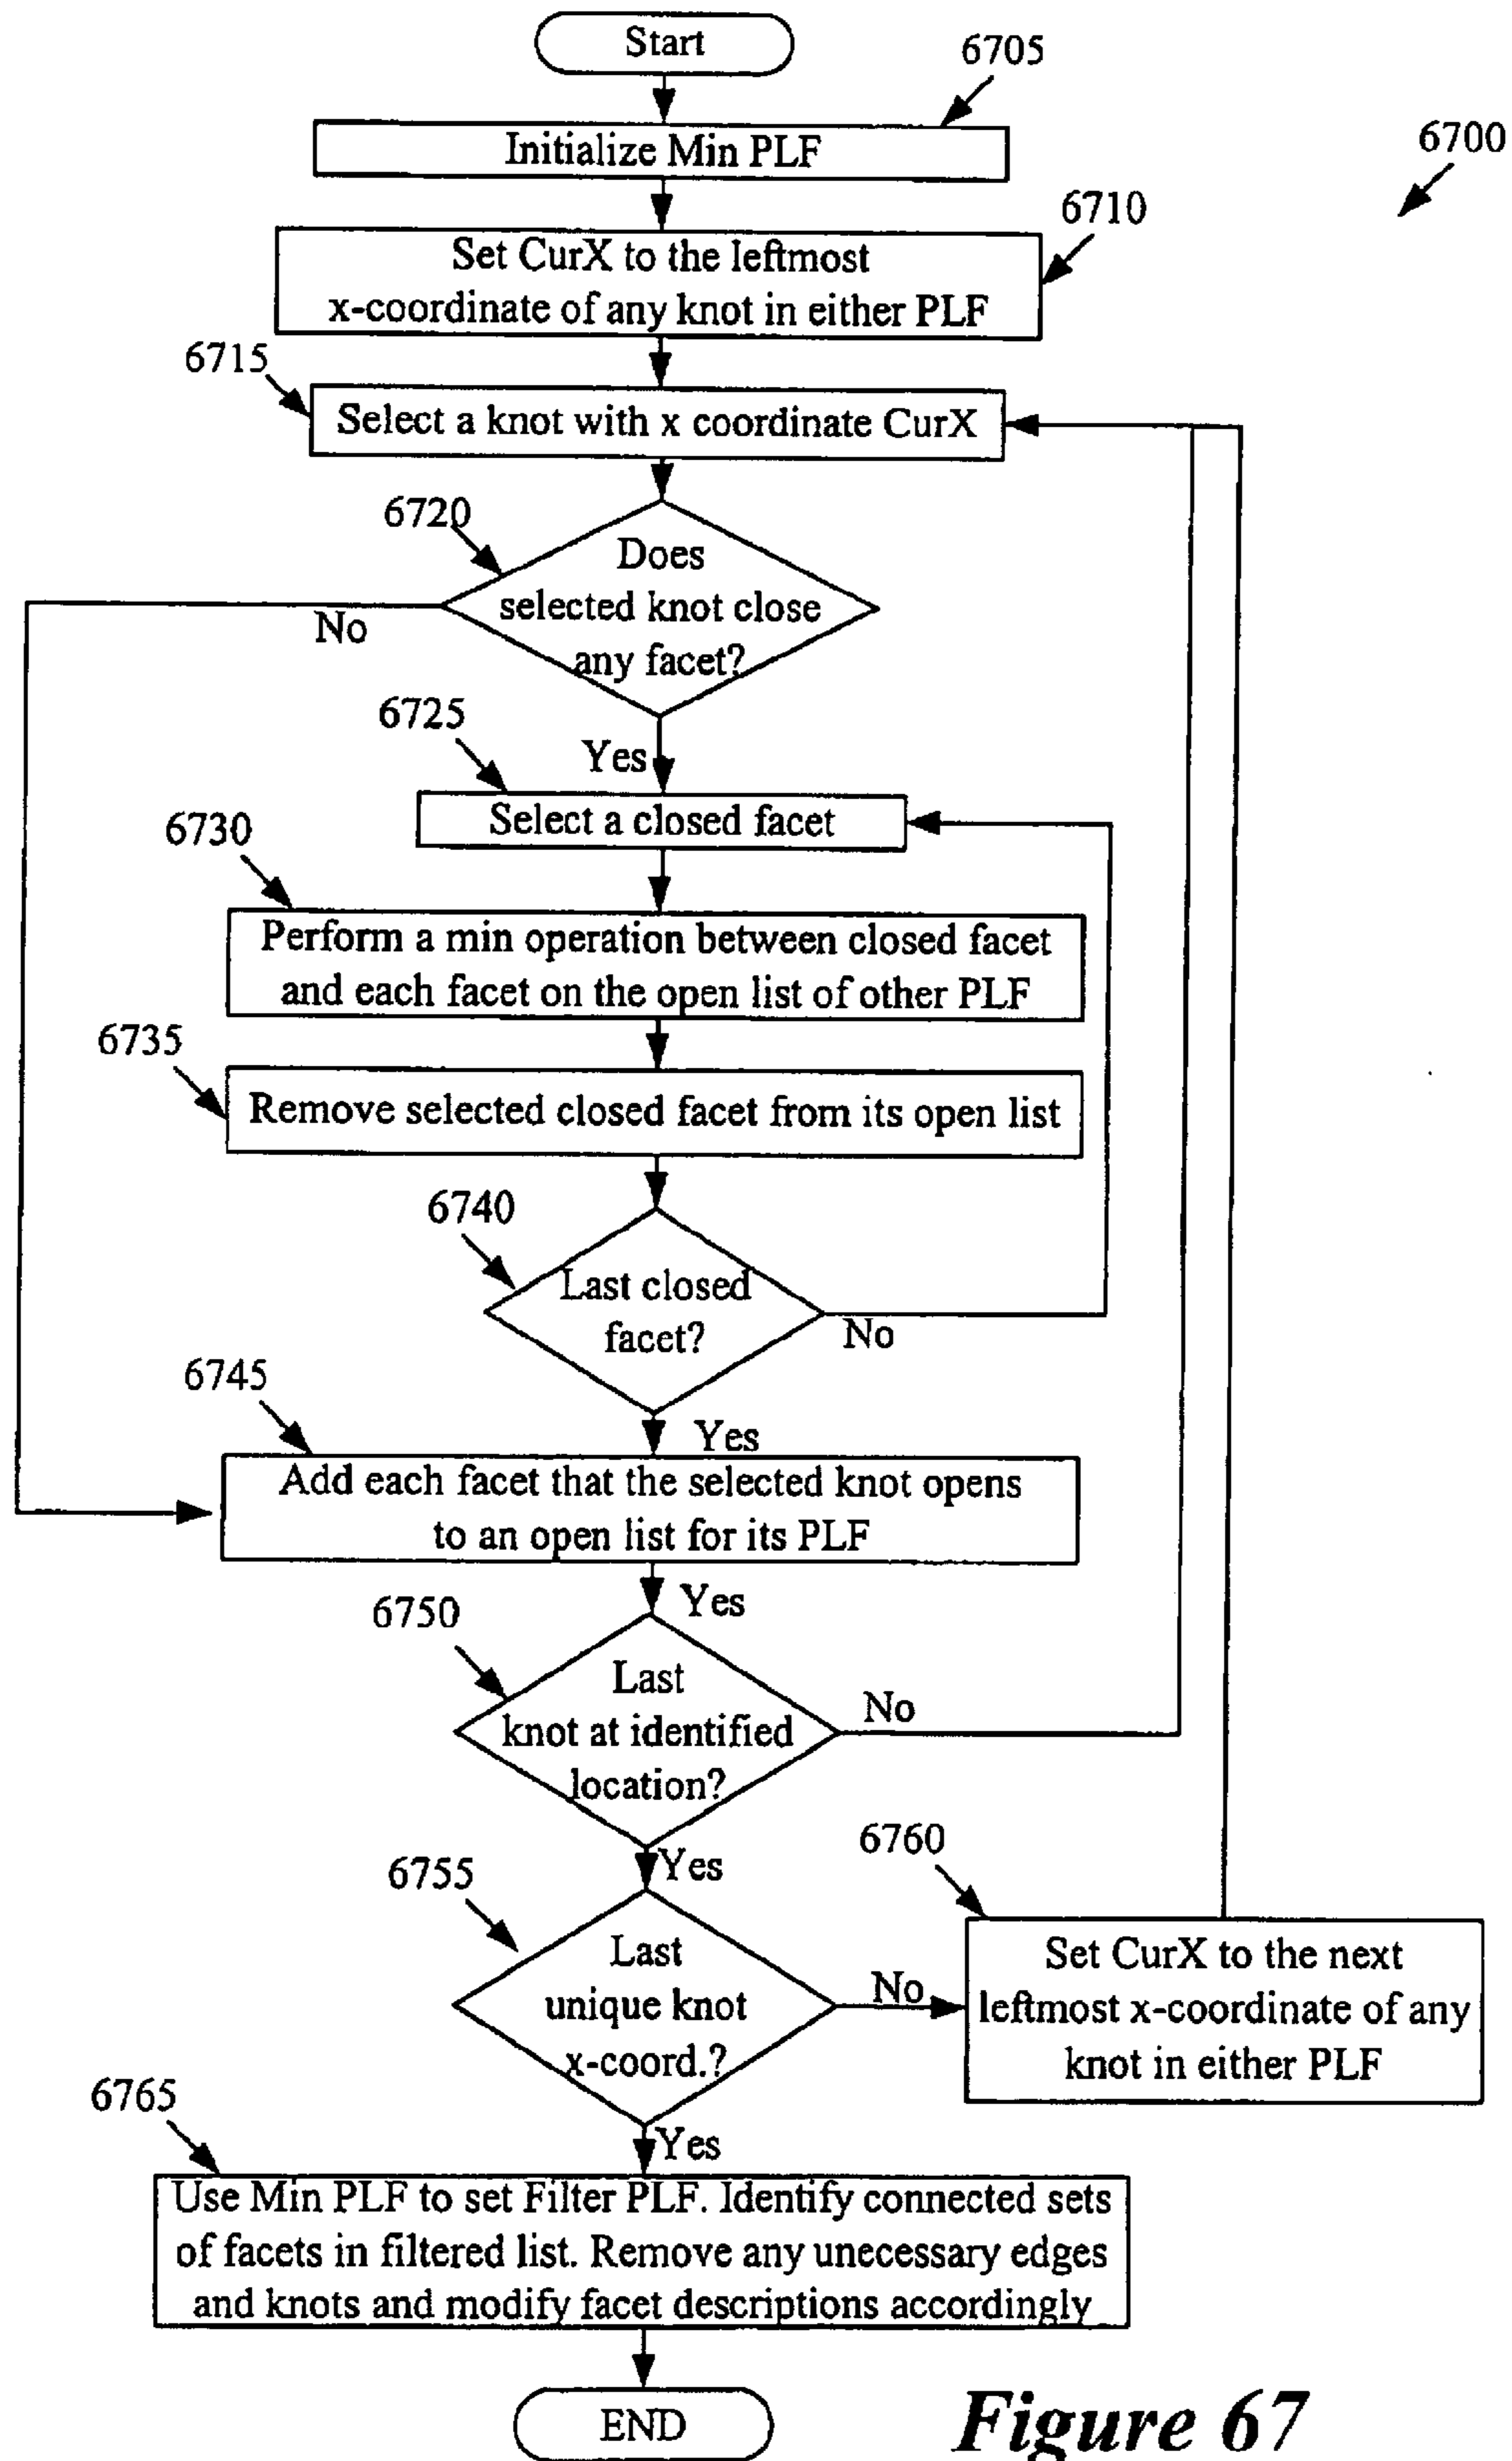 Start
6705
Initialize Min PLF
6700
6710
Set CurX to the leftmost
x-coordinate of any knot in either PLF
6715
Select a knot with x coordinate CurX
6720
Does
selected knot close
any facet?
No
6725
Yes
Select a closed facet
6730
Perform a min operation between closed facet
and each facet on the open list of other PLF
6735
Remove selected closed facet from its open list
6740
Last closed
facet?
No
6745
Yes
Add each facet that the selected knot opens
to an open list for its PLF
6750
Yes
Last
knot at identified
location?
No
6755
Yes
6760
Last
unique knot
x-coord.?
No
Set CurX to the next
leftmost x-coordinate of any
knot in either PLF
6765
Yes
Use Min PLF to set Filter PLF. Identify connected sets
of facets in filtered list. Remove any unecessary edges
and knots and modify facet descriptions accordingly
END
Figure 67